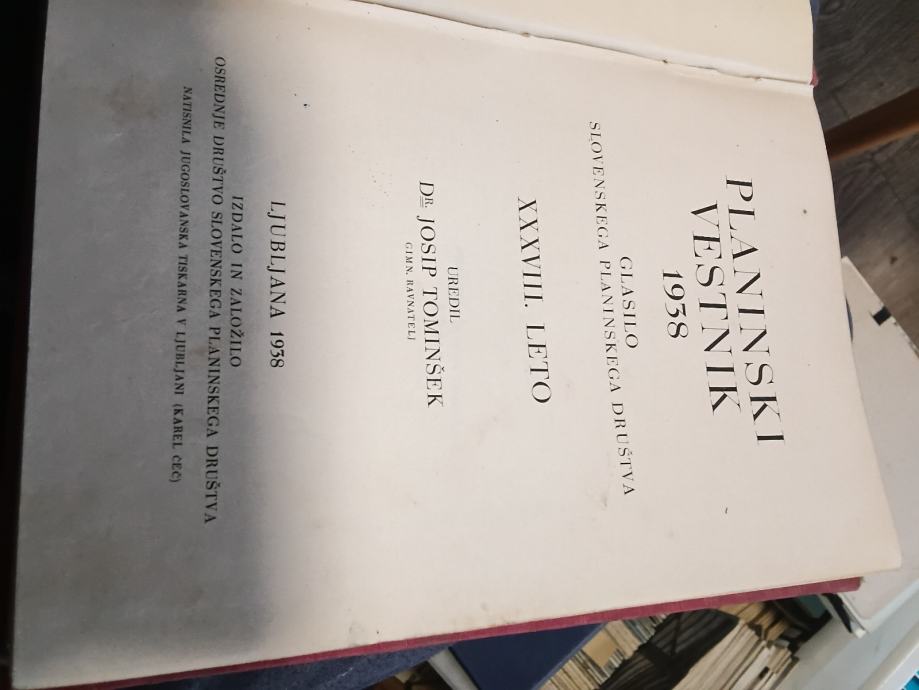 PLANINSKI
VESTNIK
1938
GLASILO
SLOVENSKEGA PLANINSKEGA DRUŠTVA
XXXVIII. LETO
UREDIL
DR. JOSIP TOMINŠEK
GIMN. RAVNATELJ
LJUBLJANA 1938
IZDALO IN ZALOŽILO
OSREDNJE DRUŠTVO SLOVENSKEGA PLANINSKEGA DRUŠTVA
NATISNILA JUGOSLOVANSKA TISKARNA V LJUBLJANI (KAREL ČEČ)